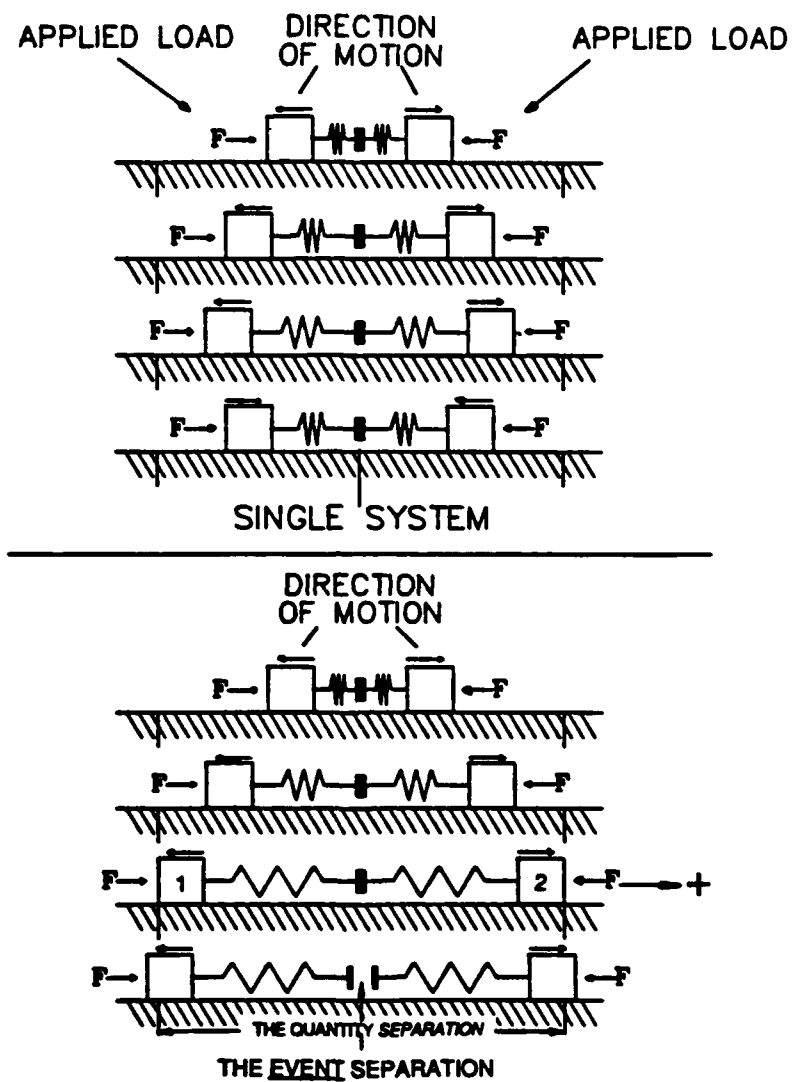 APPLIED LOAD DIRECTION OF MOTION APPLIED LOAD
F F
F F
F F
F F
SINGLE SYSTEM
DIRECTION
OF MOTION
F F
F F
F 1 2 F +
F F
THE QUANTITY SEPARATION
THE EVENT SEPARATION